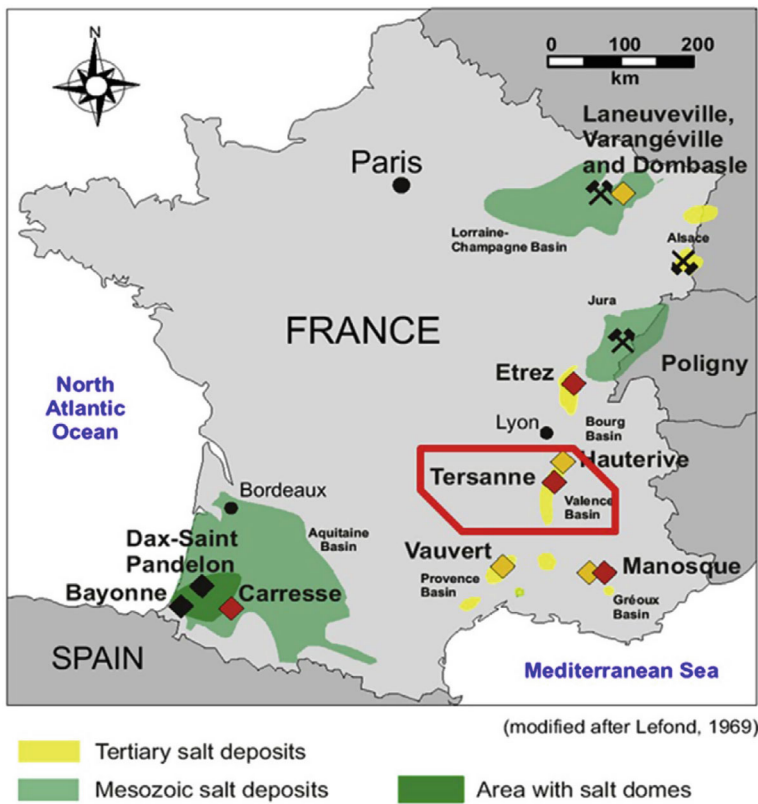 N
0 100 200
km
Laneuveville,
Varangéville
and Dombasle
Paris
Lorraine-
Champagne Basin
Alsace
Jura
FRANCE
Poligny
Etrez
North
Atlantic
Ocean
Lyon
Bourg
Basin
Hauterive
Tersanne
Valence
Basin
Bordeaux
Aquitaine
Basin
Dax-Saint
Pandelon
Vauvert
Manosque
Provence
Basin
Bayonne
Carresse
Gréoux
Basin
SPAIN
Mediterranean Sea
(modified after Lefond, 1969)
Tertiary salt deposits
Mesozoic salt deposits
Area with salt domes